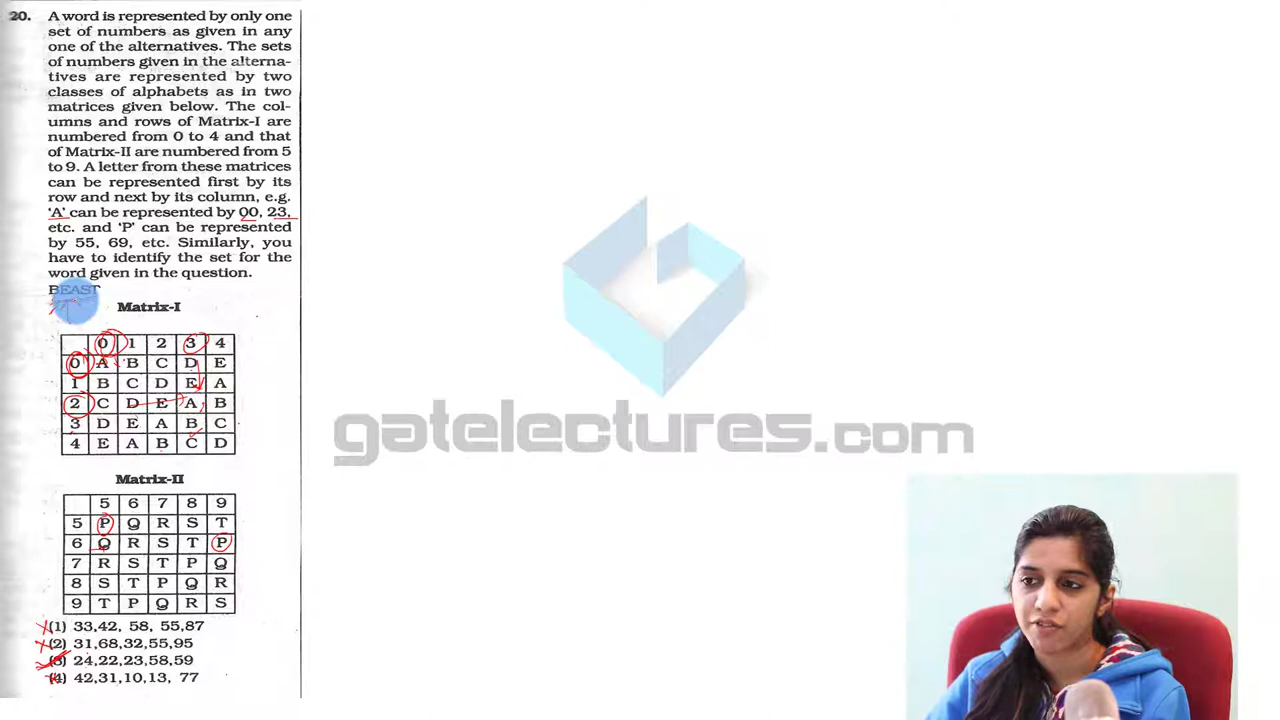 20. A word is represented by only one
set of numbers as given in any
one of the alternatives. The sets
of numbers given in the alterna-
tives are represented by two
classes of alphabets as in two
matrices given below. The col-
umns and rows of Matrix-I are
numbered from 0 to 4 and that
of Matrix-II are numbered from 5
to 9. A letter from these matrices
can be represented first by its
row and next by its column, e.g.
'A' can be represented by 00, 23,
etc. and 'P' can be represented
by 55, 69, etc. Similarly, you
have to identify the set for the
word given in the question.
BEAST
Matrix-I
0 1 2 3 4
0 A B C D E
1 B C D E A
2 C D E A B
3 D E A B C
4 E A B C D
Matrix-II
5 6 7 8 9
5 P Q R S T
6 Q R S T P
7 R S T P Q
8 S T P Q R
9 T P Q R S
(1) 33,42, 58, 55,87
(2) 31,68,32,55,95
(3) 24,22,23,58,59
(4) 42,31,10,13, 77
gatelectures.com